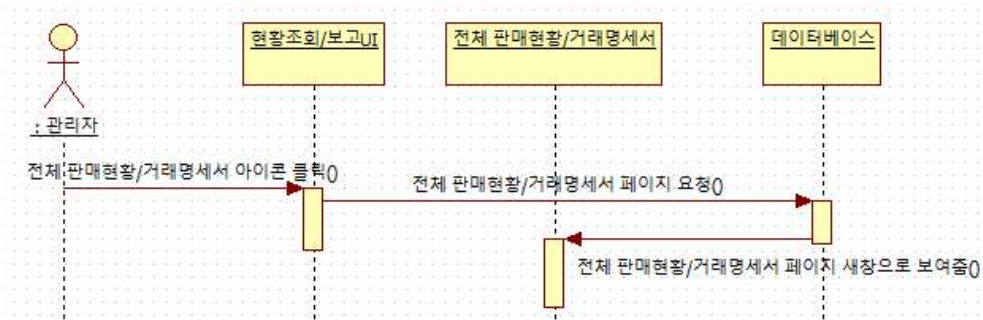 현황조회/보고UI
전체 판매현황/거래명세서
데이터베이스
: 관리자
전체 판매현황/거래명세서 아이콘 클릭()
전체 판매현황/거래명세서 페이지 요청()
전체 판매현황/거래명세서 페이지 새창으로 보여줌()